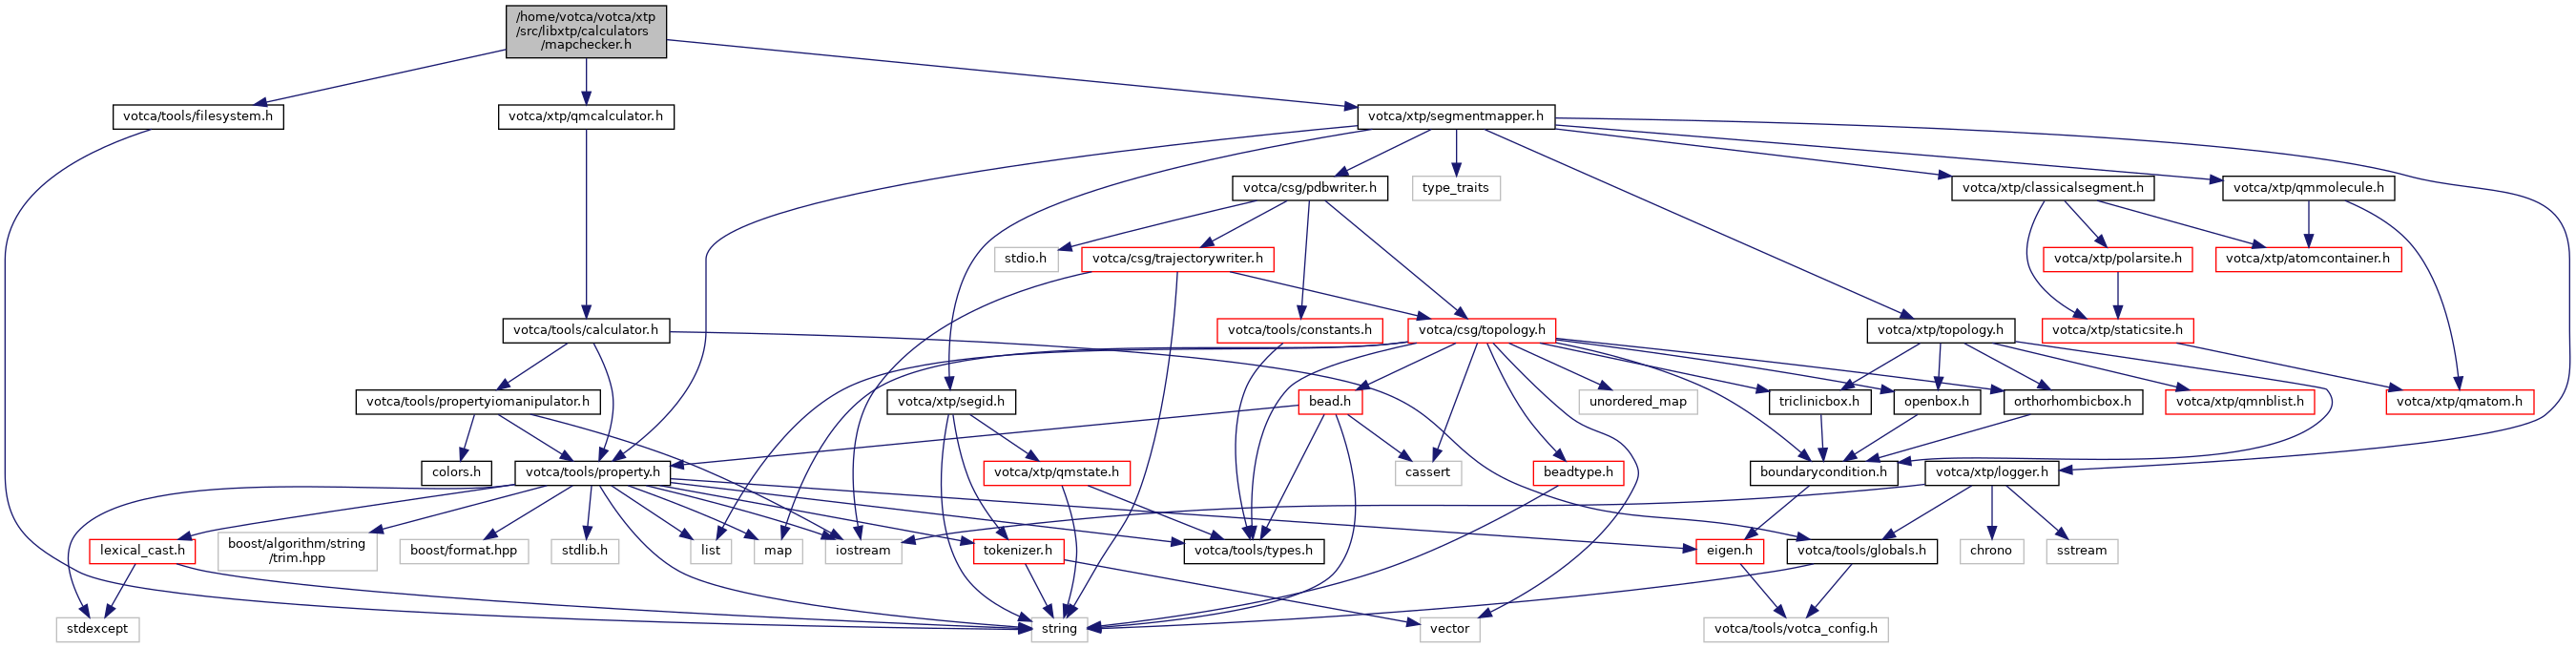 /home/votca/votca/xtp
/src/libxtp/calculators
/mapchecker.h
votca/tools/filesystem.h
votca/xtp/qmcalculator.h
votca/xtp/segmentmapper.h
votca/csg/pdbwriter.h
type_traits
votca/xtp/classicalsegment.h
votca/xtp/qmmolecule.h
stdio.h
votca/csg/trajectorywriter.h
votca/xtp/polarsite.h
votca/xtp/atomcontainer.h
votca/tools/calculator.h
votca/tools/constants.h
votca/csg/topology.h
votca/xtp/topology.h
votca/xtp/staticsite.h
votca/tools/propertyiomanipulator.h
votca/xtp/segid.h
bead.h
unordered_map
triclinicbox.h
openbox.h
orthorhombicbox.h
votca/xtp/qmnblist.h
votca/xtp/qmatom.h
colors.h
votca/tools/property.h
votca/xtp/qmstate.h
cassert
beadtype.h
boundarycondition.h
votca/xtp/logger.h
lexical_cast.h
boost/algorithm/string
/trim.hpp
boost/format.hpp
stdlib.h
list
map
iostream
tokenizer.h
votca/tools/types.h
eigen.h
votca/tools/globals.h
chrono
sstream
stdexcept
string
vector
votca/tools/votca_config.h